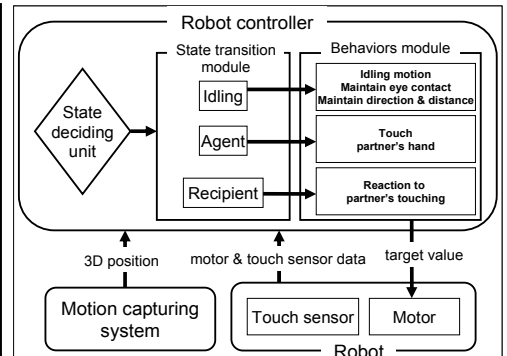 Robot controller
State transition
module
Behaviors module
State
deciding
unit
Idling
Agent
Recipient
Idling motion
Maintain eye contact
Maintain direction & distance
Touch
partner's hand
Reaction to
partner's touching
3D position
motor & touch sensor data
target value
Motion capturing
system
Touch sensor
Motor
Robot